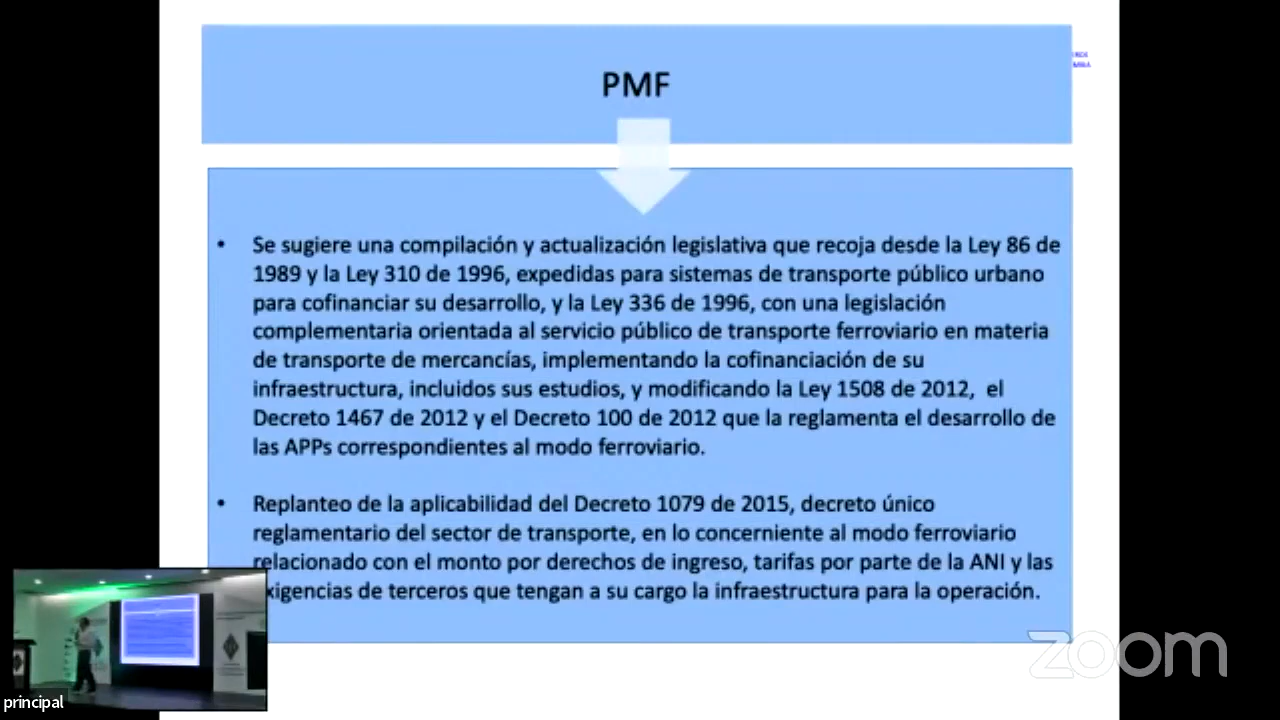 PMF
• Se sugiere una compilación y actualización legislativa que recoja desde la Ley 86 de
1989 y la Ley 310 de 1996, expedidas para sistemas de transporte público urbano
para cofinanciar su desarrollo, y la Ley 336 de 1996, con una legislación
complementaria orientada al servicio público de transporte ferroviario en materia
de transporte de mercancías, implementando la cofinanciación de su
infraestructura, incluidos sus estudios, y modificando la Ley 1508 de 2012, el
Decreto 1467 de 2012 y el Decreto 100 de 2012 que la reglamenta el desarrollo de
las APPs correspondientes al modo ferroviario.
• Replanteo de la aplicabilidad del Decreto 1079 de 2015, decreto único
reglamentario del sector de transporte, en lo concerniente al modo ferroviario
relacionado con el monto por derechos de ingreso, tarifas por parte de la ANI y las
xigencias de terceros que tengan a su cargo la infraestructura para la operación.
zoom
principal